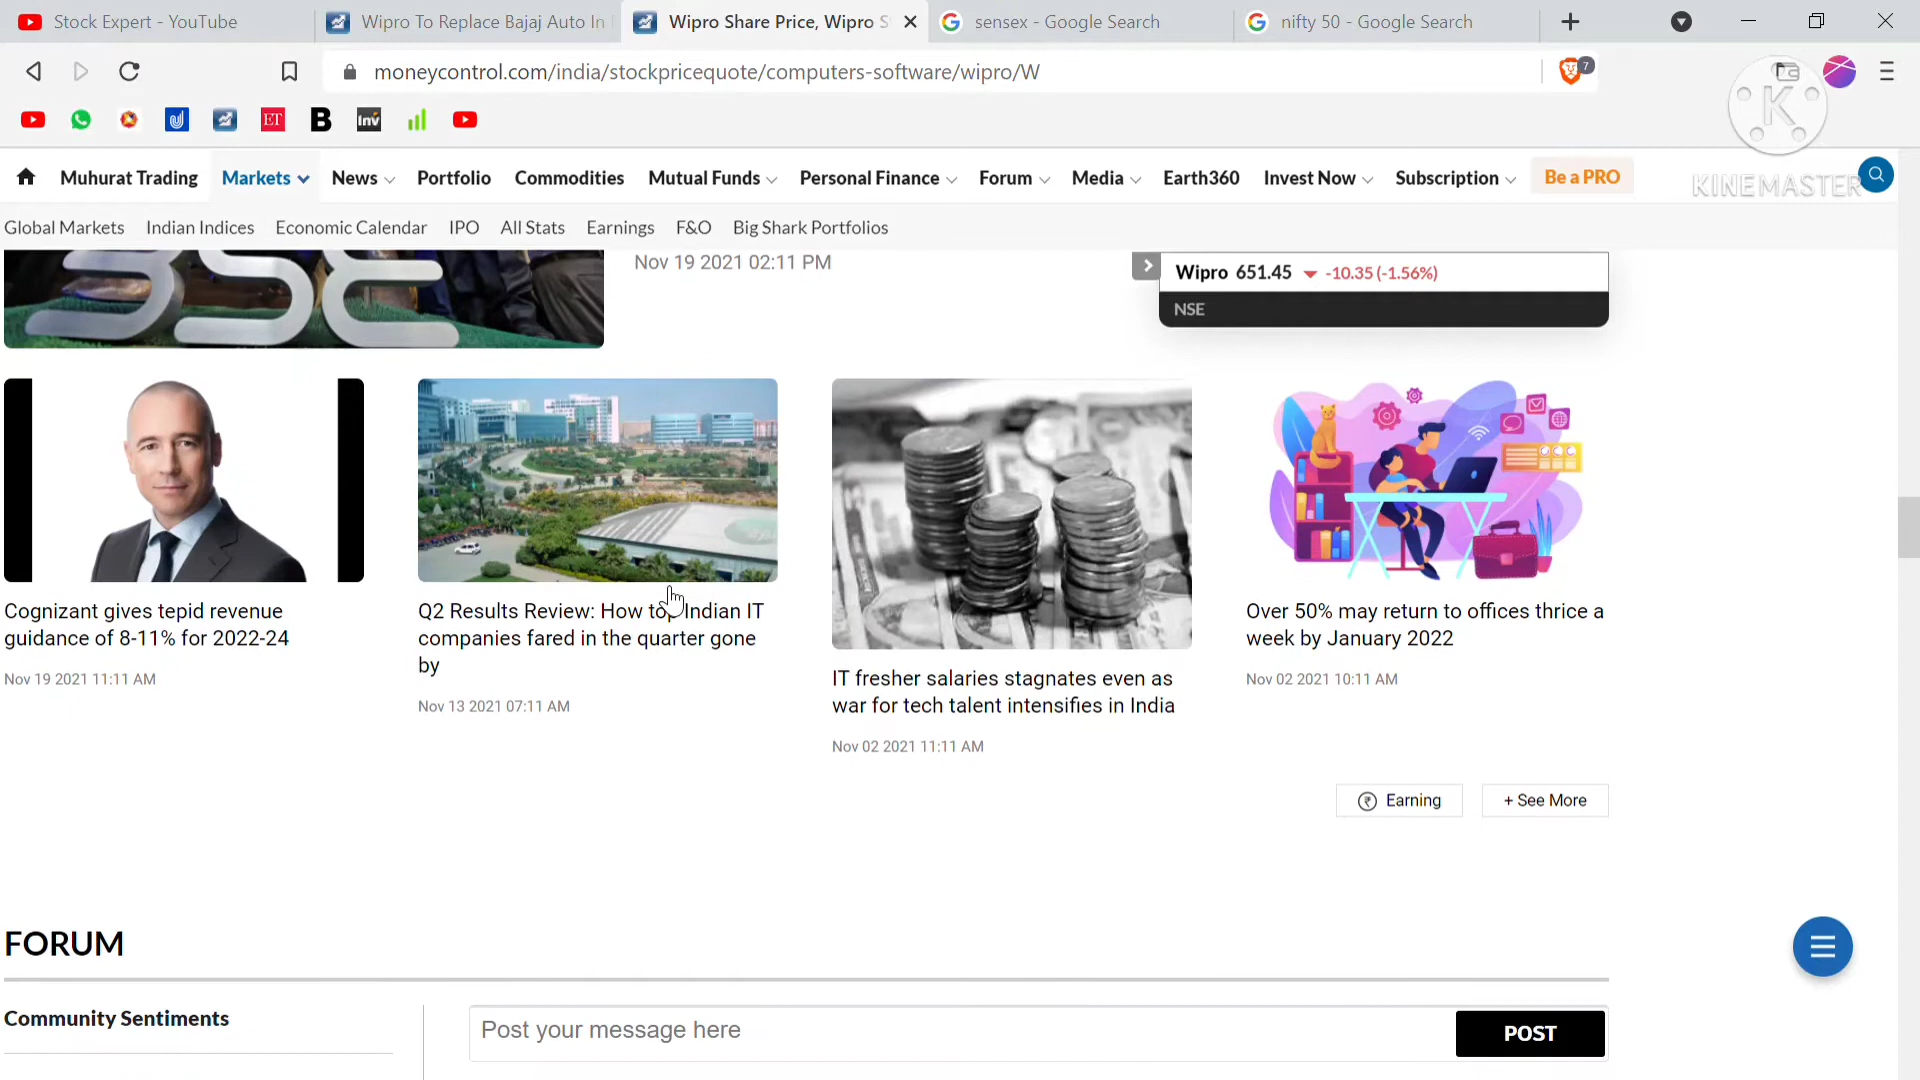 Stock Expert - YouTube
Wipro To Replace Bajaj Auto In
Wipro Share Price, Wipro S
sensex - Google Search
nifty 50 - Google Search
moneycontrol.com/india/stockpricequote/computers-software/wipro/W
7
ET
B
Inv
K
KINEMASTER
Muhurat Trading
Markets
News
Portfolio
Commodities
Mutual Funds
Personal Finance
Forum
Media
Earth360
Invest Now
Subscription
Be a PRO
Global Markets
Indian Indices
Economic Calendar
IPO
All Stats
Earnings
F&O
Big Shark Portfolios
BSE
Nov 19 2021 02:11 PM
Wipro 651.45 -10.35 (-1.56%)
NSE
Cognizant gives tepid revenue
guidance of 8-11% for 2022-24
Nov 19 2021 11:11 AM
Q2 Results Review: How top Indian IT
companies fared in the quarter gone
by
Nov 13 2021 07:11 AM
IT fresher salaries stagnates even as
war for tech talent intensifies in India
Nov 02 2021 11:11 AM
Over 50% may return to offices thrice a
week by January 2022
Nov 02 2021 10:11 AM
₹ Earning
+ See More
FORUM
Community Sentiments
Post your message here
POST